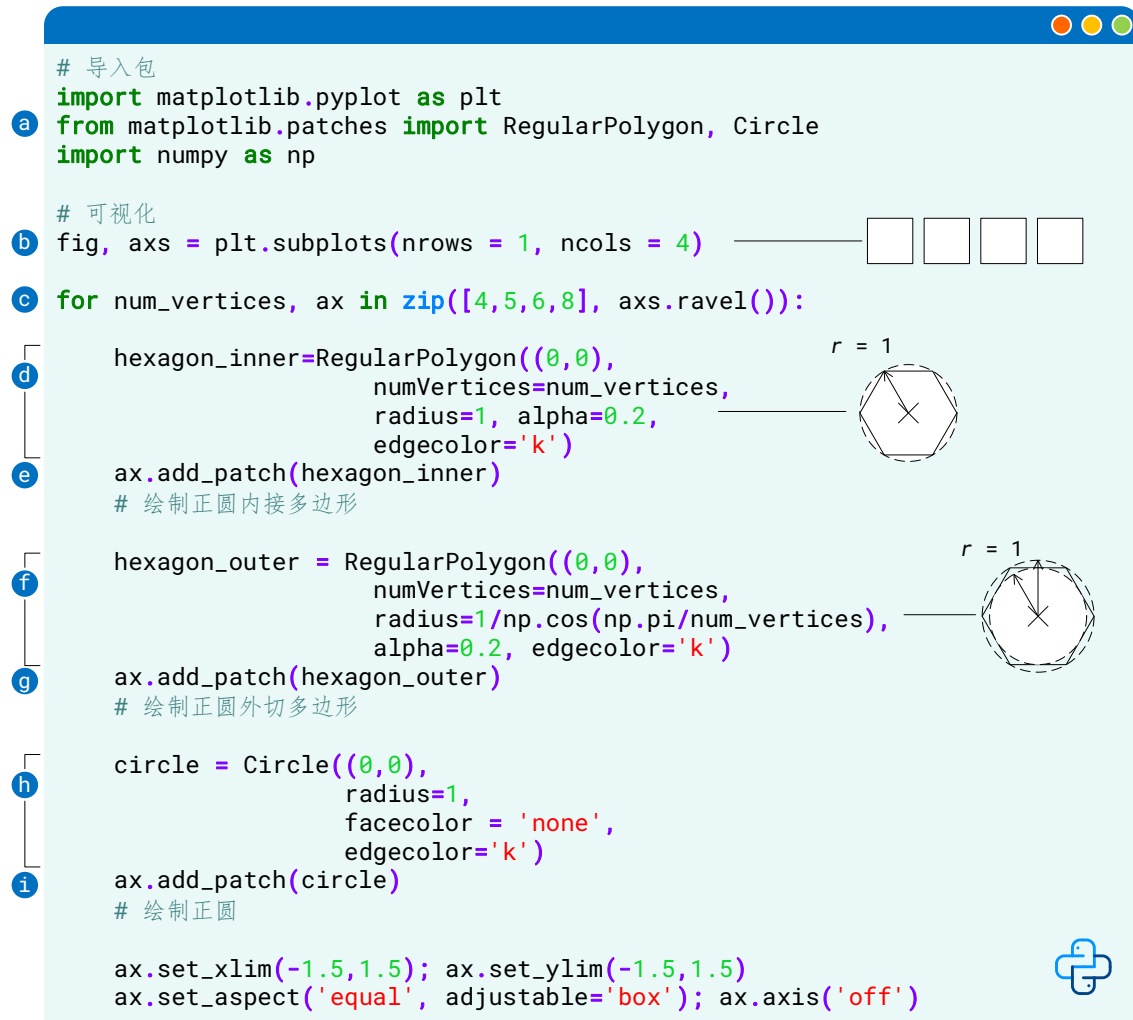 # 导入包
import matplotlib.pyplot as plt
a from matplotlib.patches import RegularPolygon, Circle
import numpy as np
# 可视化
b fig, axs = plt.subplots(nrows = 1, ncols = 4)
c for num_vertices, ax in zip([4,5,6,8], axs.ravel()):
r = 1
d hexagon_inner=RegularPolygon((0,0),
numVertices=num_vertices,
radius=1, alpha=0.2,
edgecolor='k')
e ax.add_patch(hexagon_inner)
# 绘制正圆内接多边形
r = 1
f hexagon_outer = RegularPolygon((0,0),
numVertices=num_vertices,
radius=1/np.cos(np.pi/num_vertices),
alpha=0.2, edgecolor='k')
g ax.add_patch(hexagon_outer)
# 绘制正圆外切多边形
h circle = Circle((0,0),
radius=1,
facecolor = 'none',
edgecolor='k')
i ax.add_patch(circle)
# 绘制正圆
ax.set_xlim(-1.5,1.5); ax.set_ylim(-1.5,1.5)
ax.set_aspect('equal', adjustable='box'); ax.axis('off')